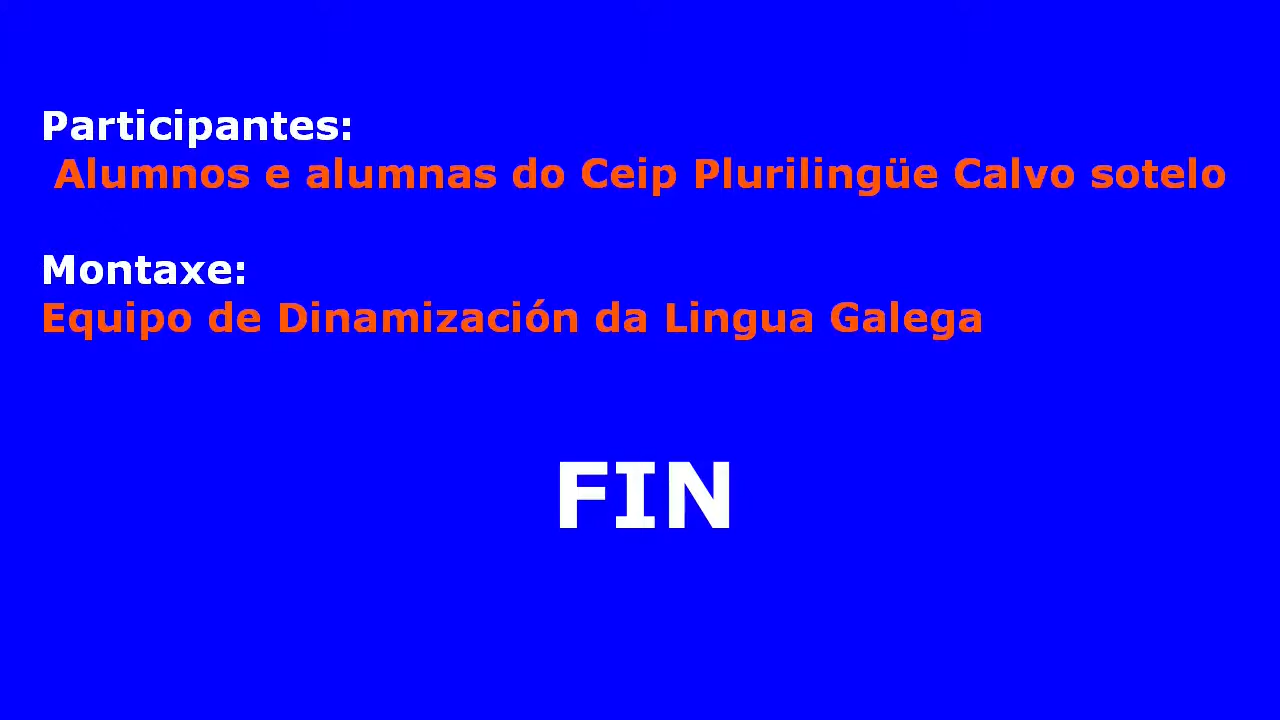 Participantes:
Alumnos e alumnas do Ceip Plurilingüe Calvo sotelo
Montaxe:
Equipo de Dinamización da Lingua Galega
FIN